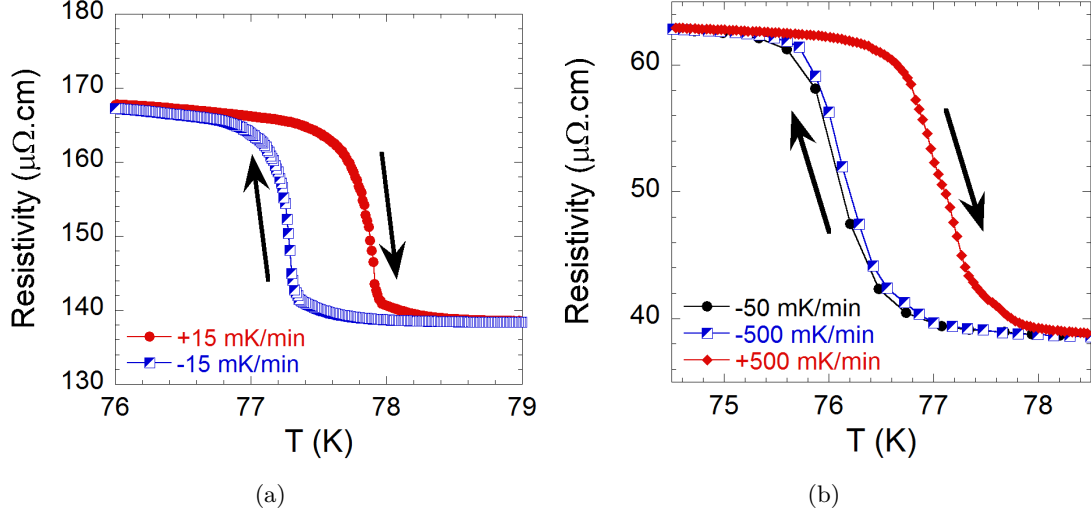 180
170
160
150
140
130
Resistivity (μΩ.cm)
+15 mK/min
-15 mK/min
76
77
78
79
T (K)
(a)
60
50
40
Resistivity (μΩ.cm)
-50 mK/min
-500 mK/min
+500 mK/min
75
76
77
78
T (K)
(b)